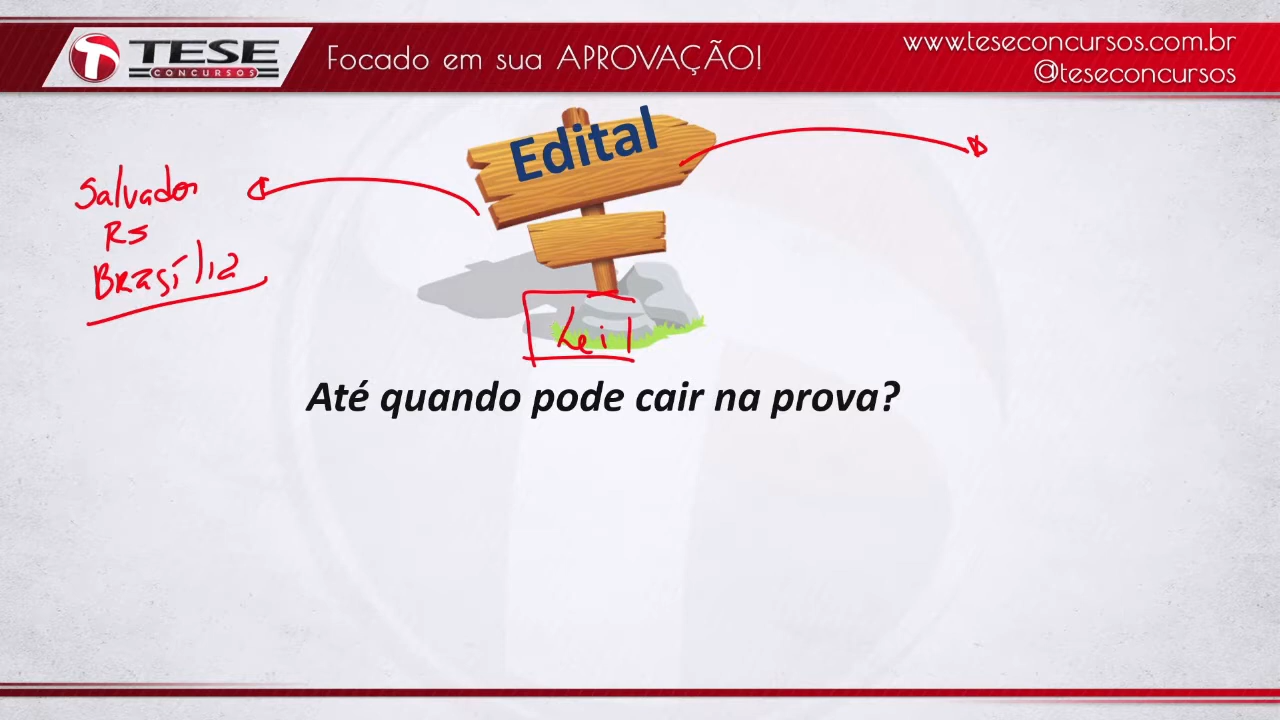 TESE
CONCURSOS
Focado em sua APROVAÇÃO!
www.teseconcursos.com.br
@teseconcursos
Edital
Salvador
RS
Brasília
Lei 1
Até quando pode cair na prova?